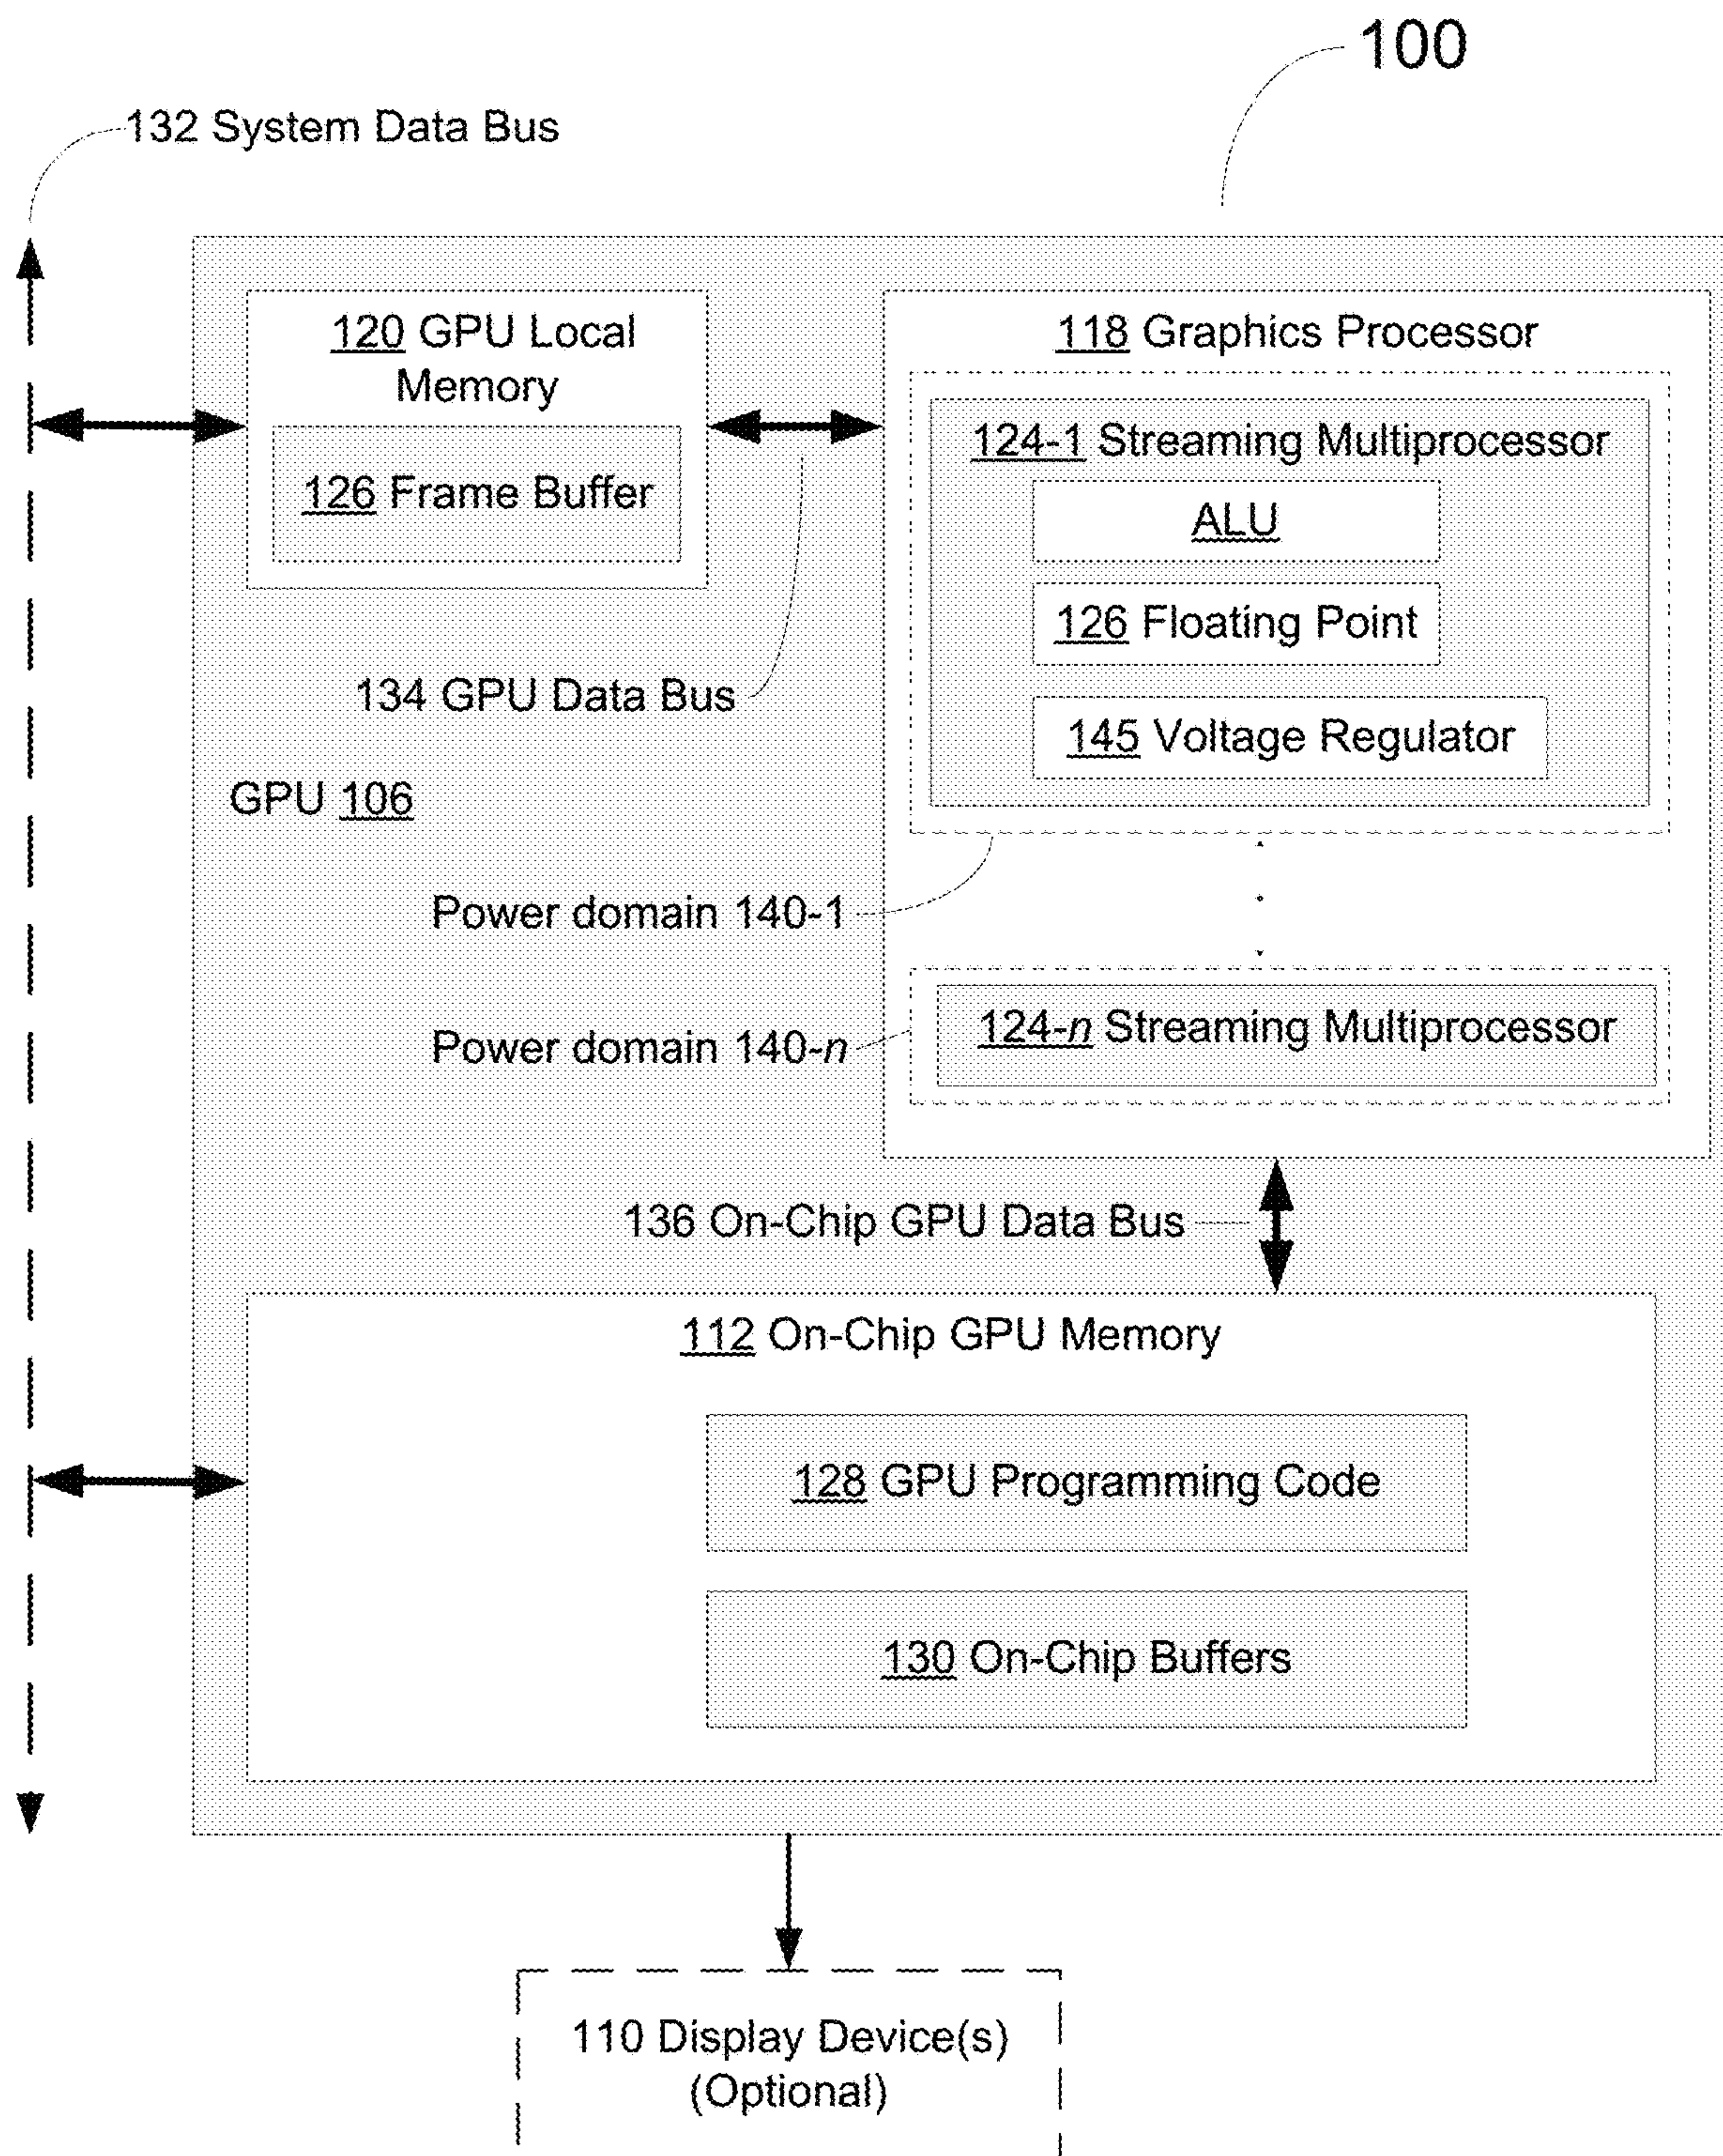 100
132 System Data Bus
120 GPU Local
Memory
126 Frame Buffer
118 Graphics Processor
124-1 Streaming Multiprocessor
ALU
126 Floating Point
145 Voltage Regulator
134 GPU Data Bus
GPU 106
Power domain 140-1
124-n Streaming Multiprocessor
Power domain 140-n
136 On-Chip GPU Data Bus
112 On-Chip GPU Memory
128 GPU Programming Code
130 On-Chip Buffers
110 Display Device(s)
(Optional)